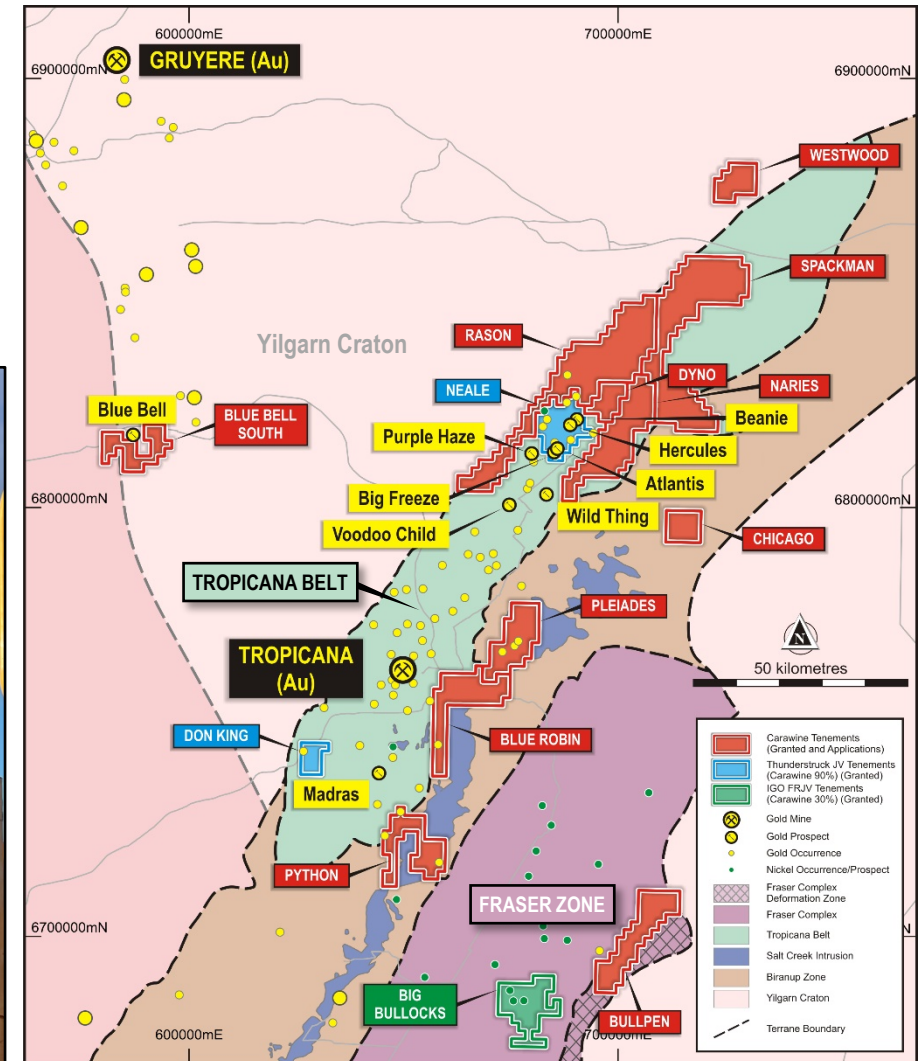 600000mE
700000mE
6900000mN
6900000mN
GRUYERE (Au)
WESTWOOD
SPACKMAN
Yilgarn Craton
RASON
NEALE
DYNO
NARIES
Blue Bell
BLUE BELL
SOUTH
Beanie
Purple Haze
Hercules
Big Freeze
Atlantis
6800000mN
6800000mN
Voodoo Child
Wild Thing
CHICAGO
TROPICANA BELT
PLEIADES
N
TROPICANA
(Au)
50 kilometres
DON KING
BLUE ROBIN
Madras
PYTHON
FRASER ZONE
6700000mN
BIG
BULLOCKS
BULLPEN
600000mE
700000mE
Carawine Tenements
(Granted and Applications)
Thunderstruck JV Tenements
(Carawine 90%) (Granted)
IGO FRJV Tenements
(Carawine 30%) (Granted)
Gold Mine
Gold Prospect
Gold Occurrence
Nickel Occurrence/Prospect
Fraser Complex
Deformation Zone
Fraser Complex
Tropicana Belt
Salt Creek Intrusion
Biranup Zone
Yilgarn Craton
Terrane Boundary